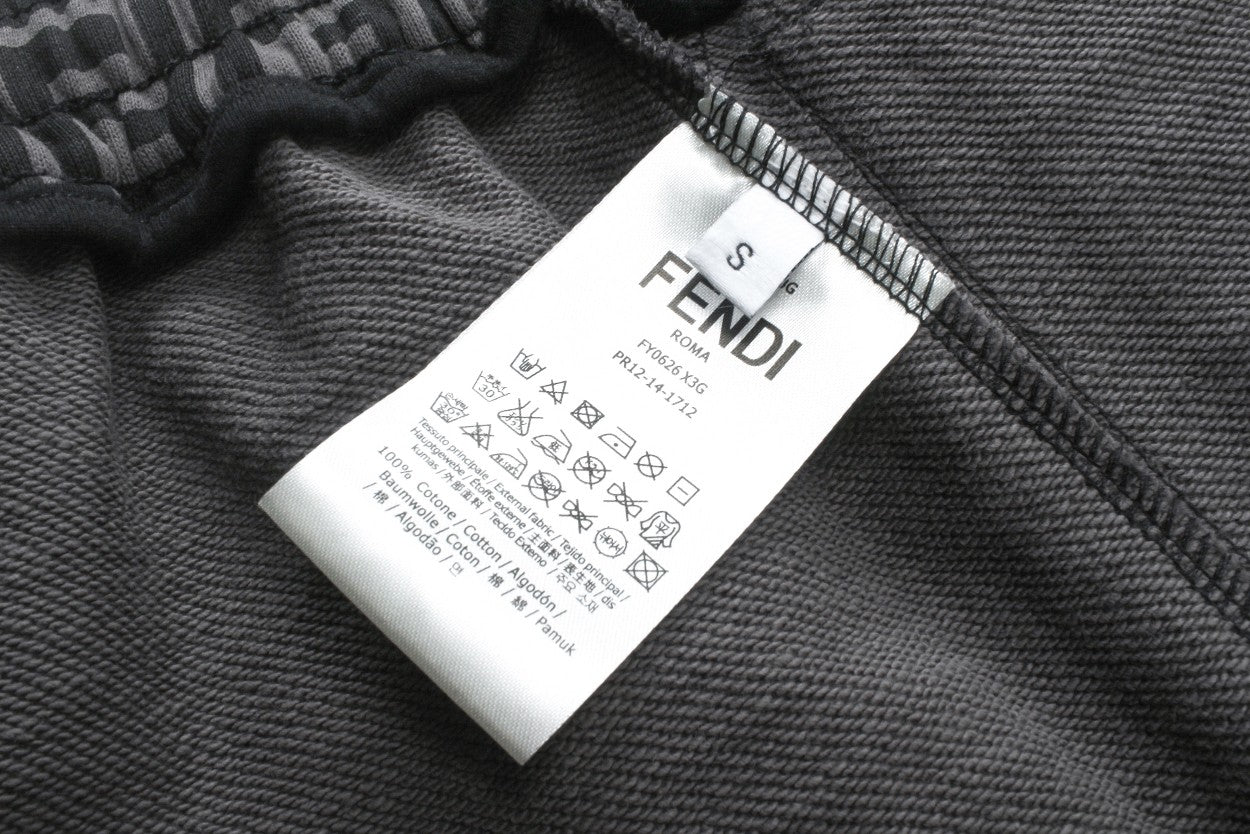 S
FENDI
ROMA
FY0626 X3G
PR12-14-1712
30
Tessuto principale / External fabric / Tejido principal /
Hauptgewebe / Étoffe externe / 主面料 / 表生地 / dış
kumaş / 外部面料 / Tecido Externo / 주요 소재
100% Cotone / Cotton / Algodón /
Baumwolle / Coton / 棉 / 綿 / Pamuk
/ 棉 / Algodão / 면